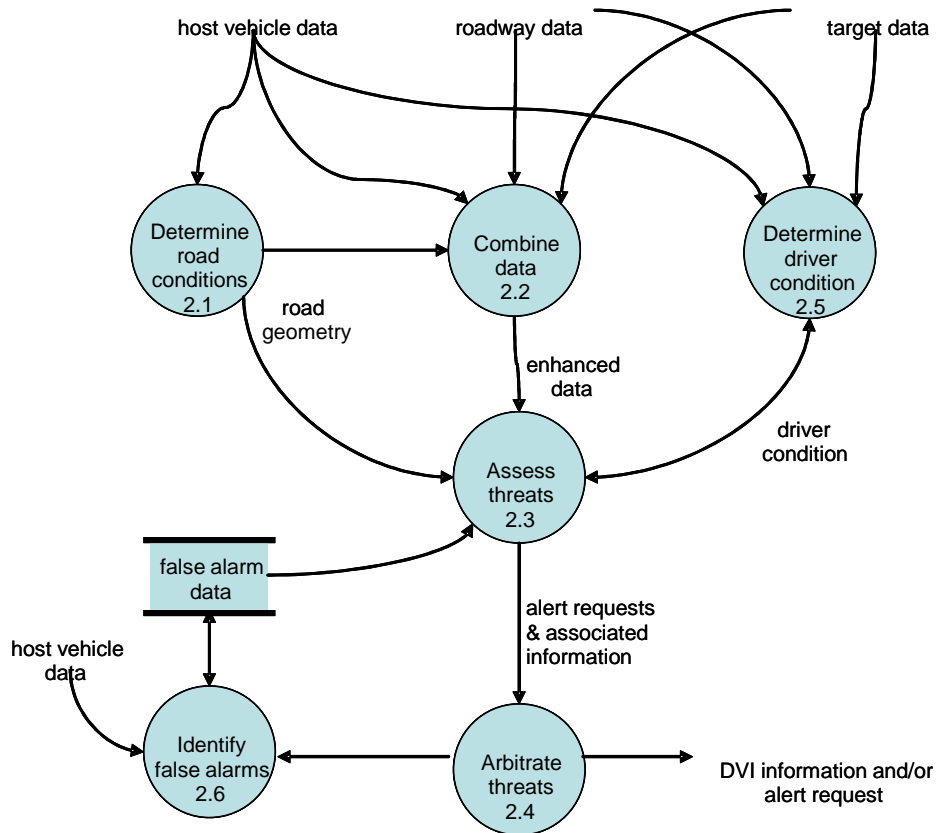 host vehicle data
roadway data
target data
Determine
road
conditions
2.1
Combine
data
2.2
Determine
driver
condition
2.5
road
geometry
enhanced
data
driver
condition
Assess
threats
2.3
false alarm
data
alert requests
& associated
information
host vehicle
data
Identify
false alarms
2.6
Arbitrate
threats
2.4
DVI information and/or
alert request